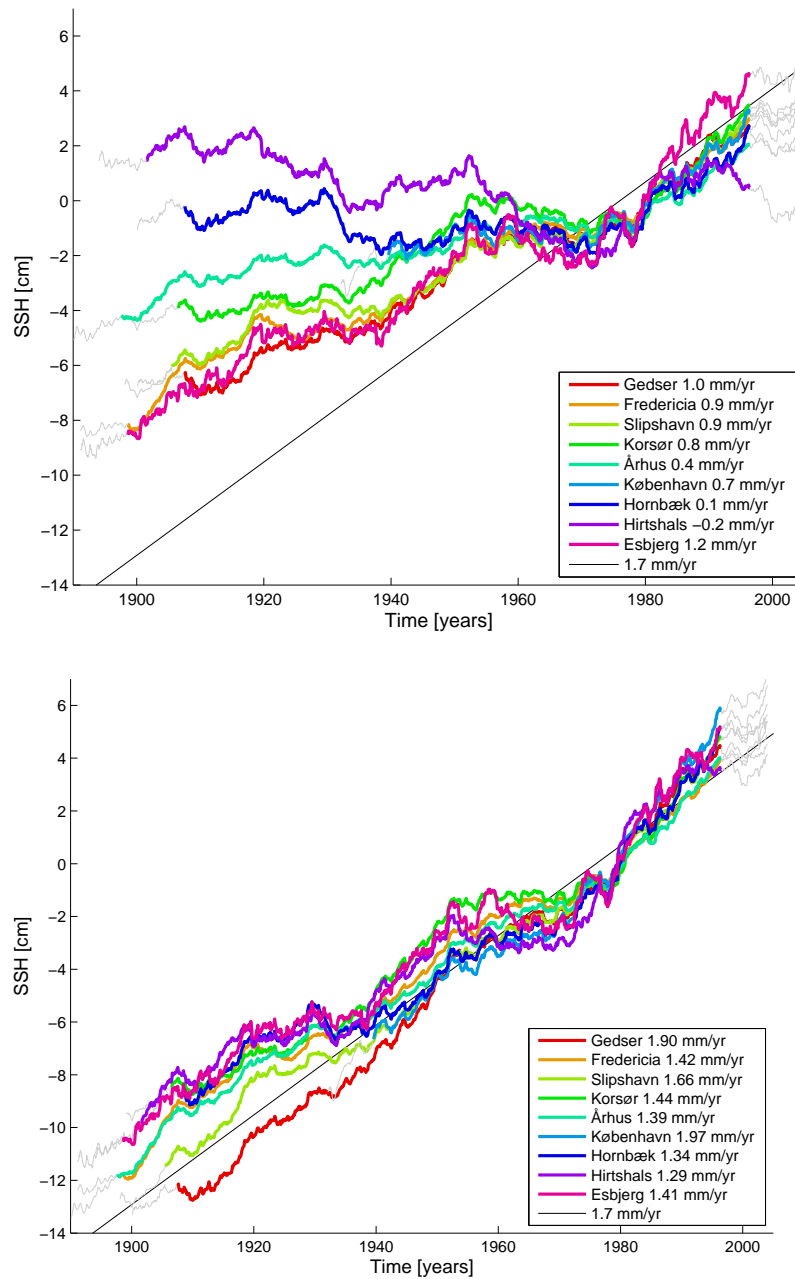 6
4
2
0
−2
−4
−6
−8
−10
−12
−14
SSH [cm]
1900 1920 1940 1960 1980 2000
Time [years]
Gedser 1.0 mm/yr
Fredericia 0.9 mm/yr
Slipshavn 0.9 mm/yr
Korsør 0.8 mm/yr
Århus 0.4 mm/yr
København 0.7 mm/yr
Hornbæk 0.1 mm/yr
Hirtshals −0.2 mm/yr
Esbjerg 1.2 mm/yr
1.7 mm/yr
6
4
2
0
−2
−4
−6
−8
−10
−12
−14
SSH [cm]
1900 1920 1940 1960 1980 2000
Time [years]
Gedser 1.90 mm/yr
Fredericia 1.42 mm/yr
Slipshavn 1.66 mm/yr
Korsør 1.44 mm/yr
Århus 1.39 mm/yr
København 1.97 mm/yr
Hornbæk 1.34 mm/yr
Hirtshals 1.29 mm/yr
Esbjerg 1.41 mm/yr
1.7 mm/yr